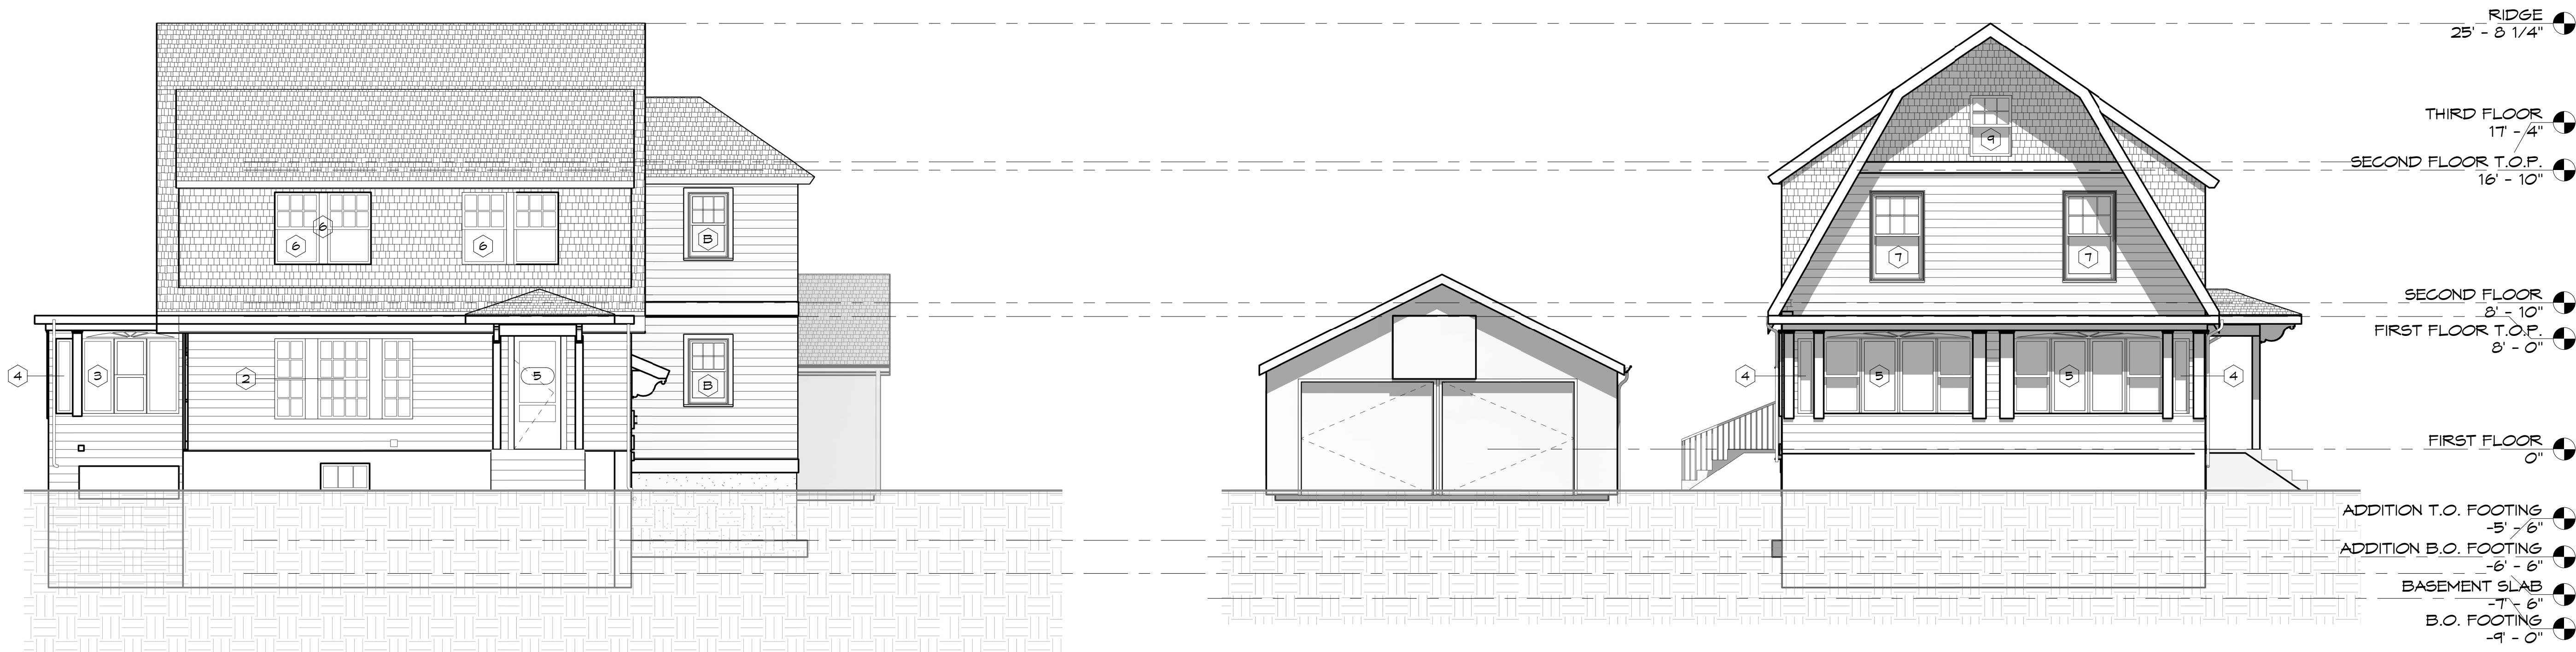 RIDGE
25' - 8 1/4"
THIRD FLOOR
17' - 4"
SECOND FLOOR T.O.P.
16' - 10"
9
6
6
6
B
7
7
SECOND FLOOR
8' - 10"
FIRST FLOOR T.O.P.
8' - 0"
4
3
2
5
B
4
5
5
4
FIRST FLOOR
0"
ADDITION T.O. FOOTING
-5' - 6"
ADDITION B.O. FOOTING
-6' - 6"
BASEMENT SLAB
-7' - 6"
B.O. FOOTING
-9' - 0"